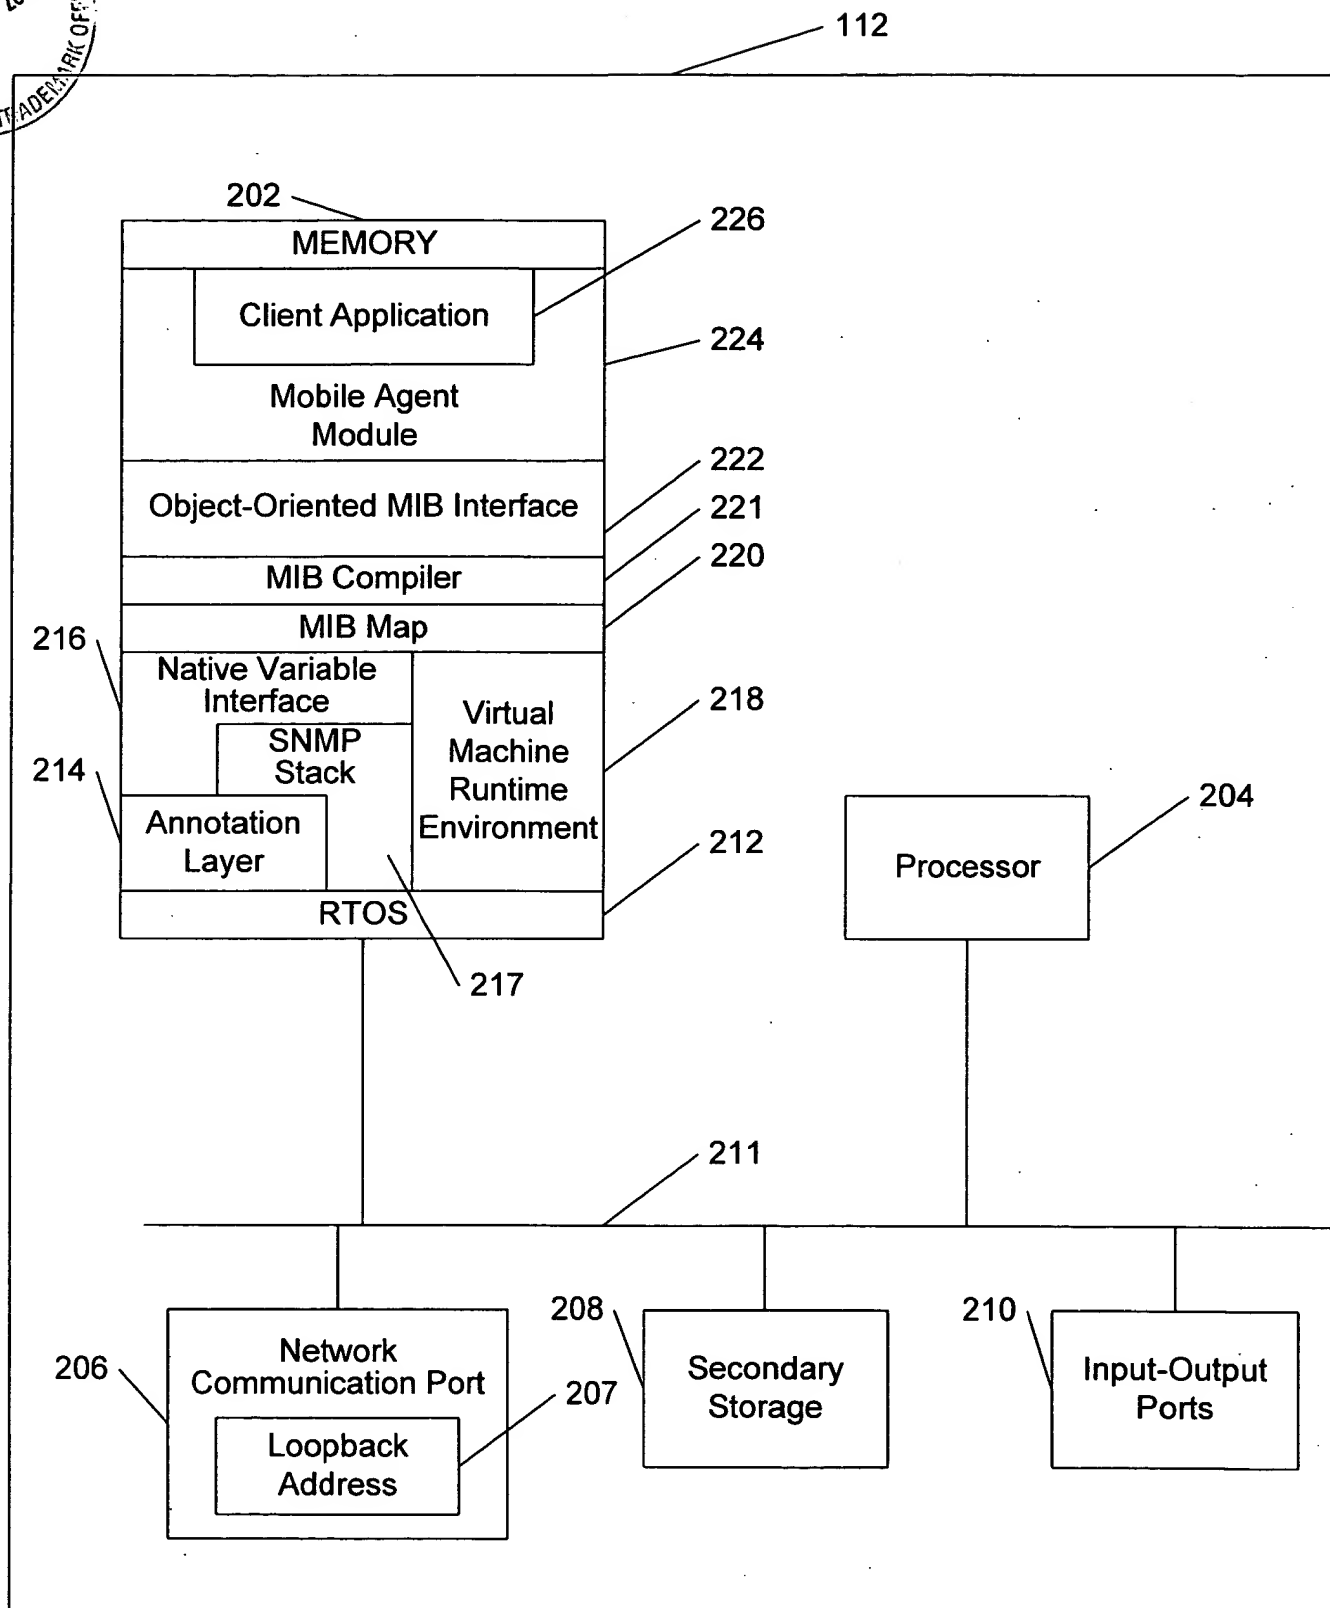 112
TRADEMARK OFF
202
226
MEMORY
Client Application
224
Mobile Agent
Module
222
Object-Oriented MIB Interface
221
MIB Compiler
220
MIB Map
216
Native Variable
Interface
218
Virtual
Machine
Runtime
Environment
SNMP
Stack
214
Annotation
Layer
204
Processor
212
RTOS
217
211
208
210
206
Network
Communication Port
207
Loopback
Address
Secondary
Storage
Input-Output
Ports